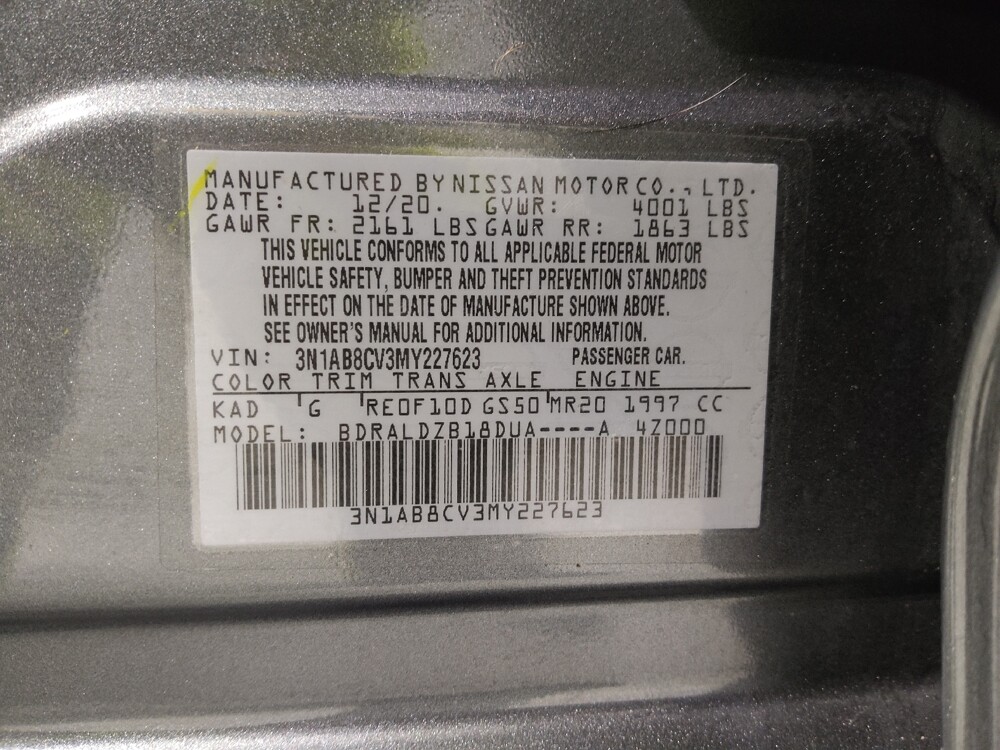 MANUFACTURED BY NISSAN MOTOR CO., LTD.
DATE: 12/20. GVWR: 4001 LBS
GAWR FR: 2161 LBS GAWR RR: 1863 LBS
THIS VEHICLE CONFORMS TO ALL APPLICABLE FEDERAL MOTOR
VEHICLE SAFETY, BUMPER AND THEFT PREVENTION STANDARDS
IN EFFECT ON THE DATE OF MANUFACTURE SHOWN ABOVE.
SEE OWNER'S MANUAL FOR ADDITIONAL INFORMATION.
VIN: 3N1AB8CV3MY227623 PASSENGER CAR.
COLOR TRIM TRANS AXLE ENGINE
KAD G RE0F10D GS50 MR20 1997 CC
MODEL: BDRALDZB18DUA----A 4Z000
3N1AB8CV3MY227623